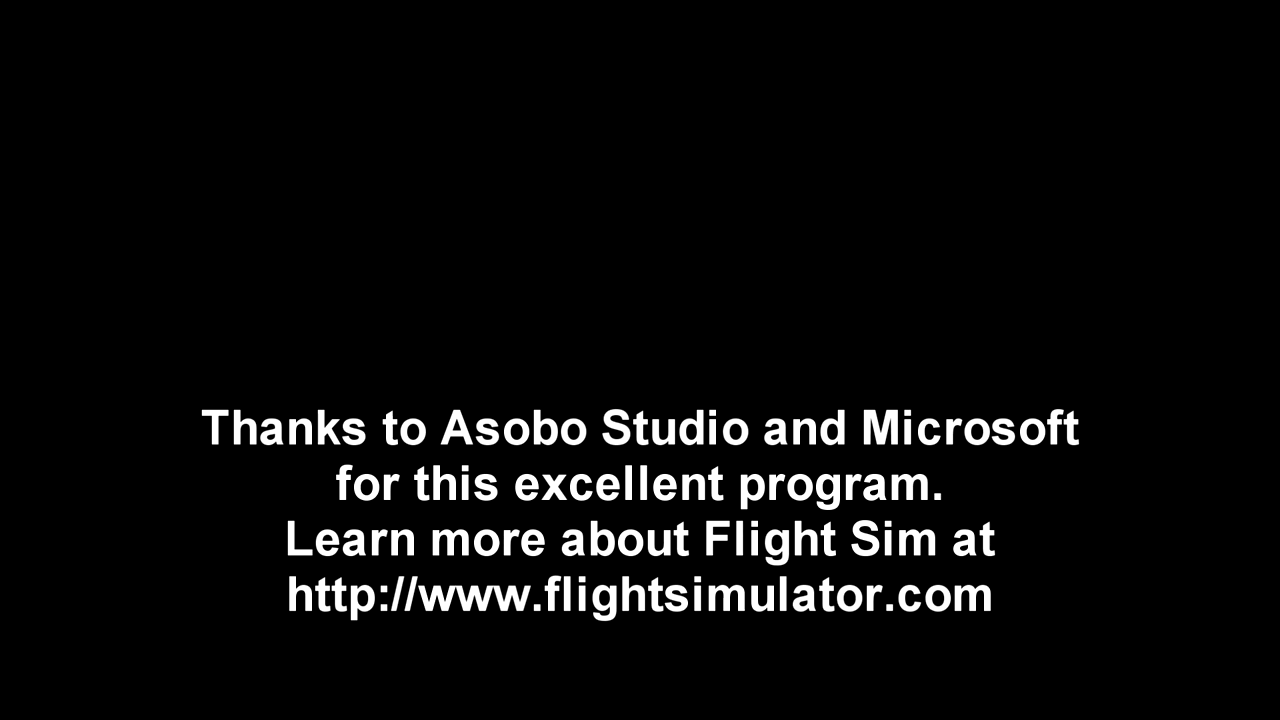 Thanks to Asobo Studio and Microsoft
for this excellent program.
Learn more about Flight Sim at
http://www.flightsimulator.com